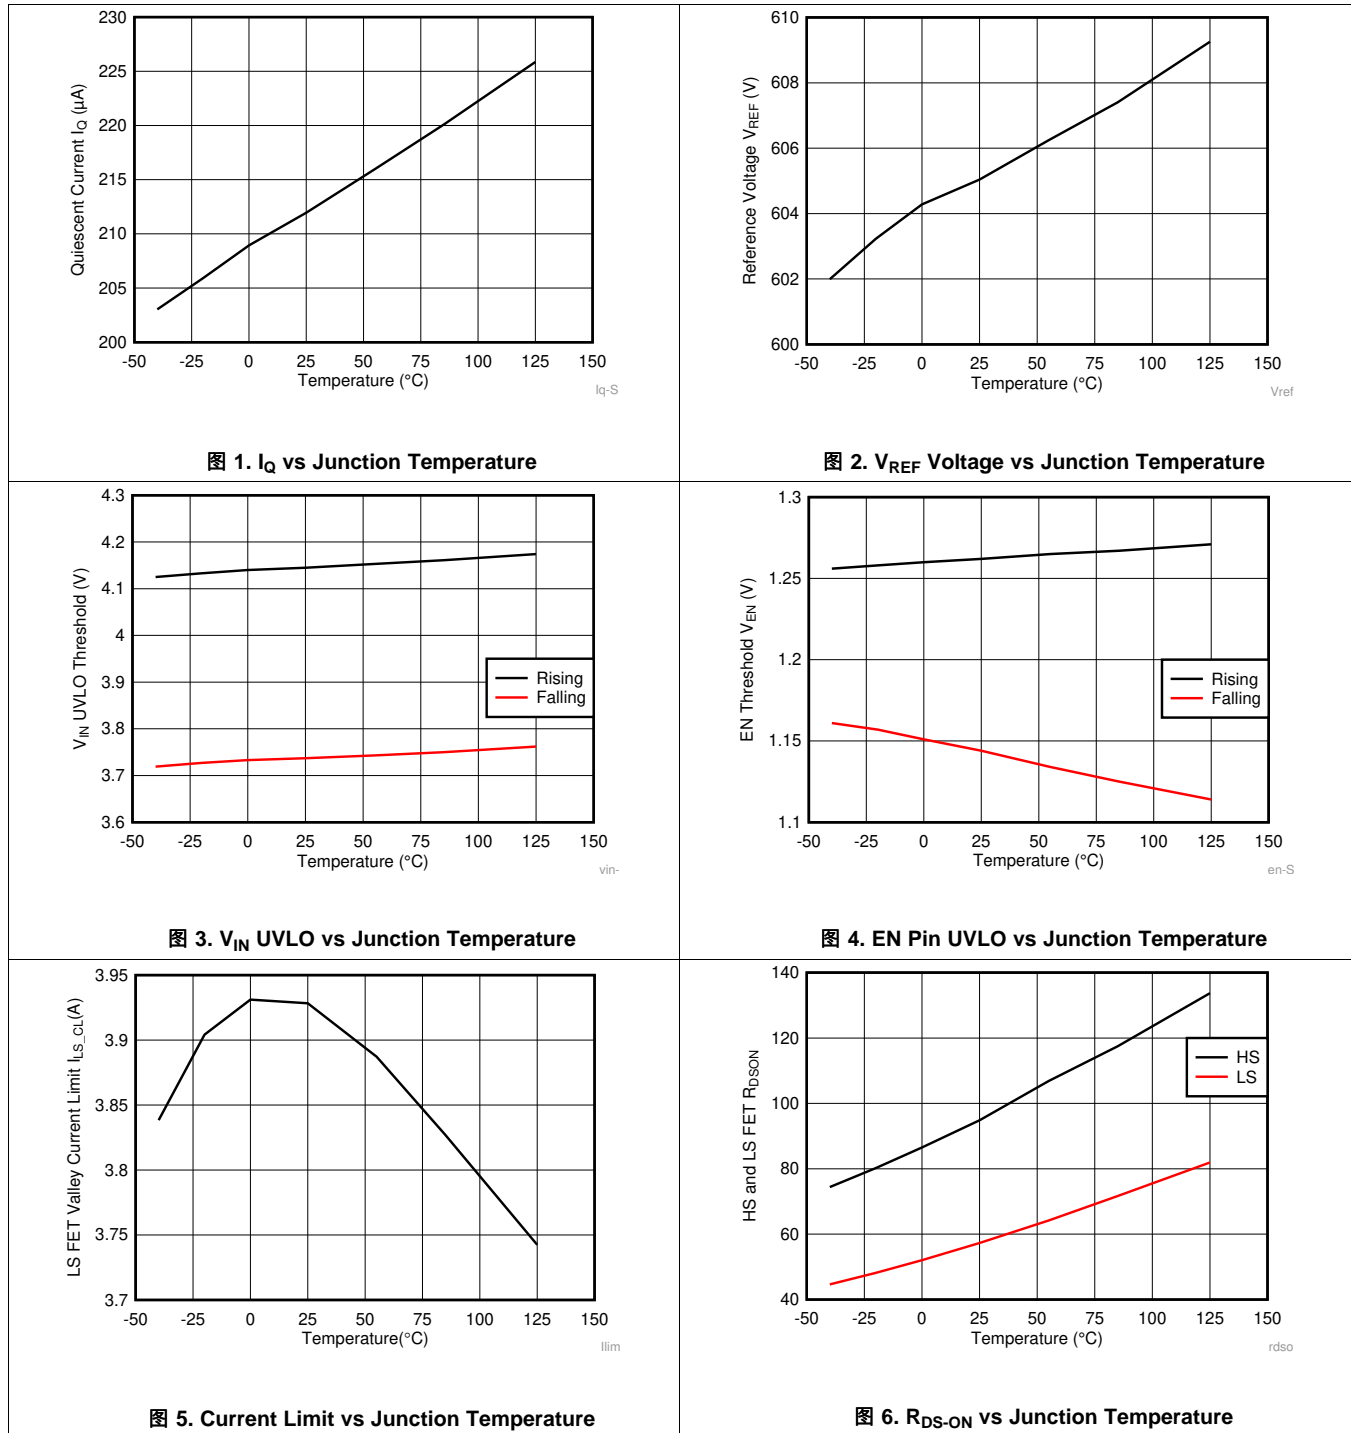 230
225
220
215
210
205
200
Quiescent Current IQ (µA)
-50 -25 0 25 50 75 100 125 150
Temperature (°C)
Iq-S
图 1. IQ vs Junction Temperature
610
608
606
604
602
600
Reference Voltage VREF (V)
-50 -25 0 25 50 75 100 125 150
Temperature (°C)
Vref
图 2. VREF Voltage vs Junction Temperature
4.3
4.2
4.1
4
3.9
3.8
3.7
3.6
VIN UVLO Threshold (V)
Rising
Falling
-50 -25 0 25 50 75 100 125 150
Temperature (°C)
vin-
图 3. VIN UVLO vs Junction Temperature
1.3
1.25
1.2
1.15
1.1
EN Threshold VEN (V)
Rising
Falling
-50 -25 0 25 50 75 100 125 150
Temperature (°C)
en-S
图 4. EN Pin UVLO vs Junction Temperature
3.95
3.9
3.85
3.8
3.75
3.7
LS FET Valley Current Limit ILS_CL(A)
-50 -25 0 25 50 75 100 125 150
Temperature(°C)
Ilim
图 5. Current Limit vs Junction Temperature
140
120
100
80
60
40
HS and LS FET RDSON
HS
LS
-50 -25 0 25 50 75 100 125 150
Temperature (°C)
rdso
图 6. RDS-ON vs Junction Temperature